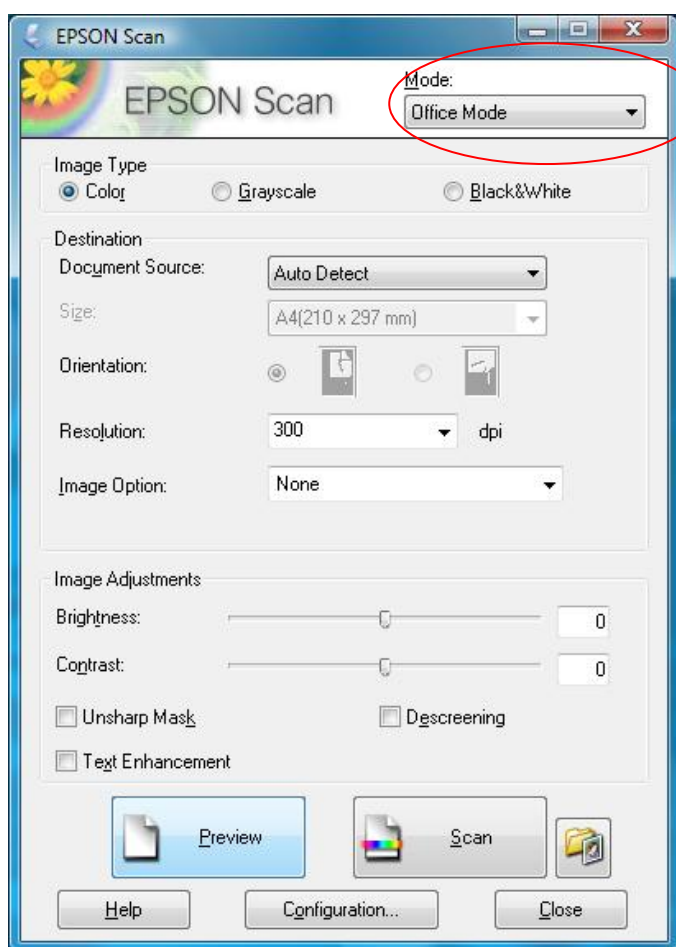 EPSON Scan
EPSON Scan
Mode:
Office Mode
Image Type
Color Grayscale Black&White
Destination
Document Source: Auto Detect
Size: A4(210 x 297 mm)
Orientation:
Resolution: 300 dpi
Image Option: None
Image Adjustments
Brightness: 0
Contrast: 0
Unsharp Mask Descreening
Text Enhancement
Preview Scan
Help Configuration... Close